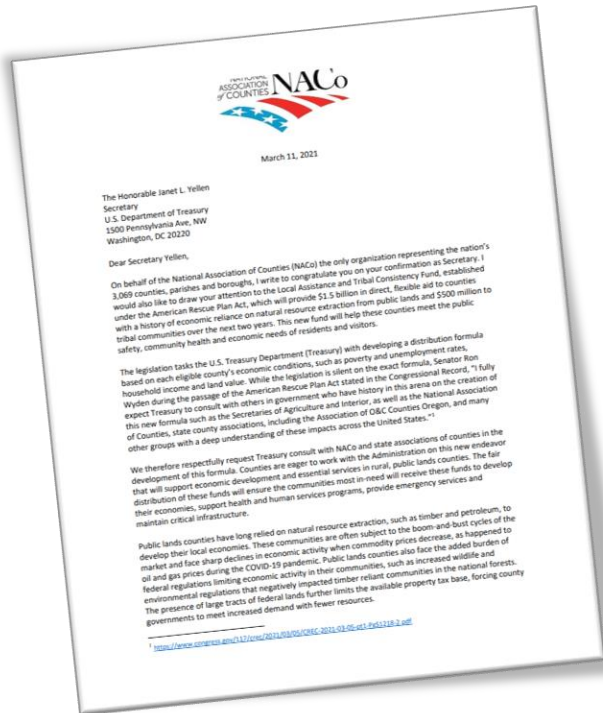 NATIONAL
ASSOCIATION
of COUNTIES
NACo
March 11, 2021
The Honorable Janet L. Yellen
Secretary
U.S. Department of Treasury
1500 Pennsylvania Ave, NW
Washington, DC 20220
Dear Secretary Yellen,
On behalf of the National Association of Counties (NACo) the only organization representing the nation's
3,069 counties, parishes and boroughs, I write to congratulate you on your confirmation as Secretary. I
would also like to draw your attention to the Local Assistance and Tribal Consistency Fund, established
under the American Rescue Plan Act, which will provide $1.5 billion in direct, flexible aid to counties
with a history of economic reliance on natural resource extraction from public lands and $500 million to
tribal communities over the next two years. This new fund will help these counties meet the public
safety, community health and economic needs of residents and visitors.
The legislation tasks the U.S. Treasury Department (Treasury) with developing a distribution formula
based on each eligible county's economic conditions, such as poverty and unemployment rates,
household income and land value. While the legislation is silent on the exact formula, Senator Ron
Wyden during the passage of the American Rescue Plan Act stated in the Congressional Record, "I fully
expect Treasury to consult with others in government who have history in this arena on the creation of
this new formula such as the Secretaries of Agriculture and Interior, as well as the National Association
of Counties, state county associations, including the Association of O&C Counties Oregon, and many
other groups with a deep understanding of these impacts across the United States."¹
We therefore respectfully request Treasury consult with NACo and state associations of counties in the
development of this formula. Counties are eager to work with the Administration on this new endeavor
that will support economic development and essential services in rural, public lands counties. The fair
distribution of these funds will ensure the communities most in-need will receive these funds to develop
their economies, support health and human services programs, provide emergency services and
maintain critical infrastructure.
Public lands counties have long relied on natural resource extraction, such as timber and petroleum, to
develop their local economies. These communities are often subject to the boom-and-bust cycles of the
market and face sharp declines in economic activity when commodity prices decrease, as happened to
oil and gas prices during the COVID-19 pandemic. Public lands counties also face the added burden of
federal regulations limiting economic activity in their communities, such as increased wildfire and
environmental regulations that negatively impacted timber reliant communities in the national forests.
The presence of large tracts of federal lands further limits the available property tax base, forcing county
governments to meet increased demand with fewer resources.
¹ https://www.congress.gov/117/crec/2021/03/05/CREC-2021-03-05-pt1-PgS1218-2.pdf